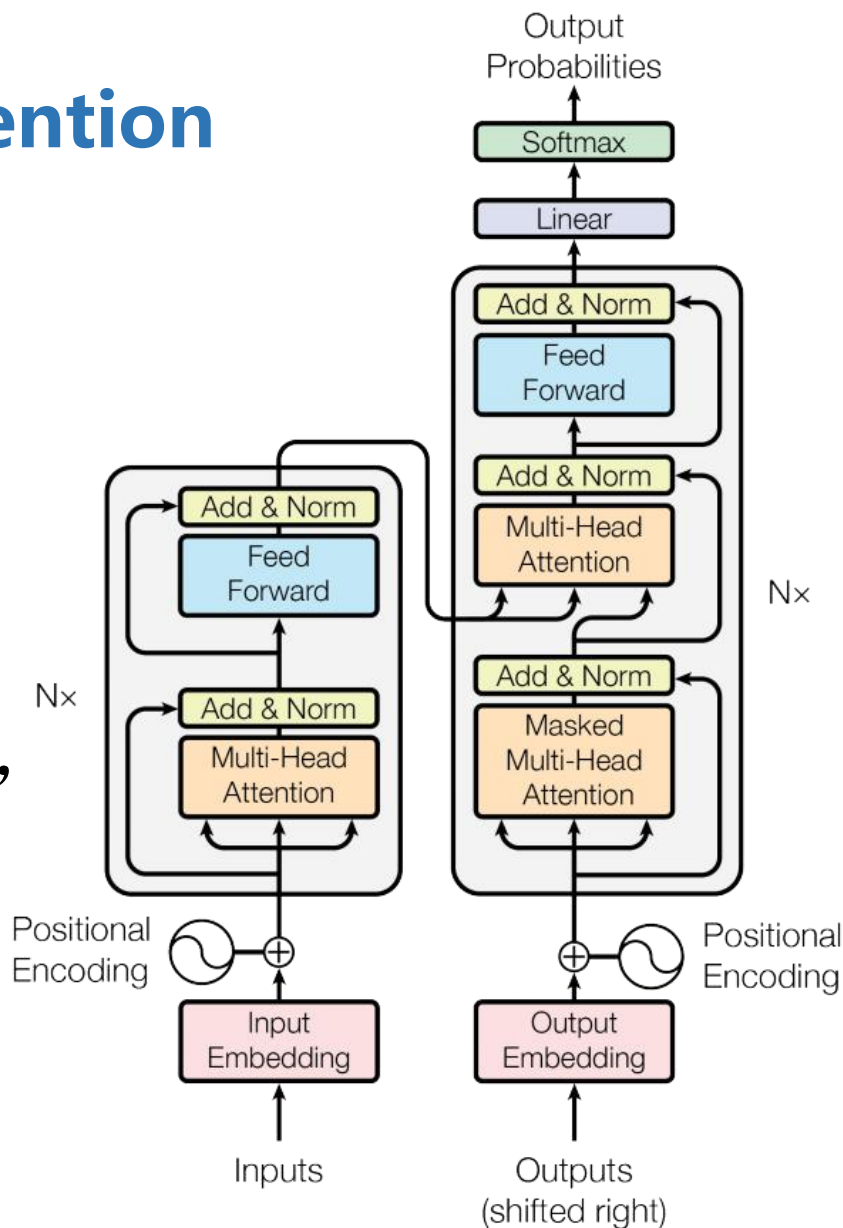 ention
Output
Probabilities
Softmax
Linear
Add & Norm
Feed
Forward
Add & Norm
Multi-Head
Attention
N×
Add & Norm
Masked
Multi-Head
Attention
Positional
Encoding
Output
Embedding
Outputs
(shifted right)
Add & Norm
Feed
Forward
N×
Add & Norm
Multi-Head
Attention
,
Positional
Encoding
Input
Embedding
Inputs